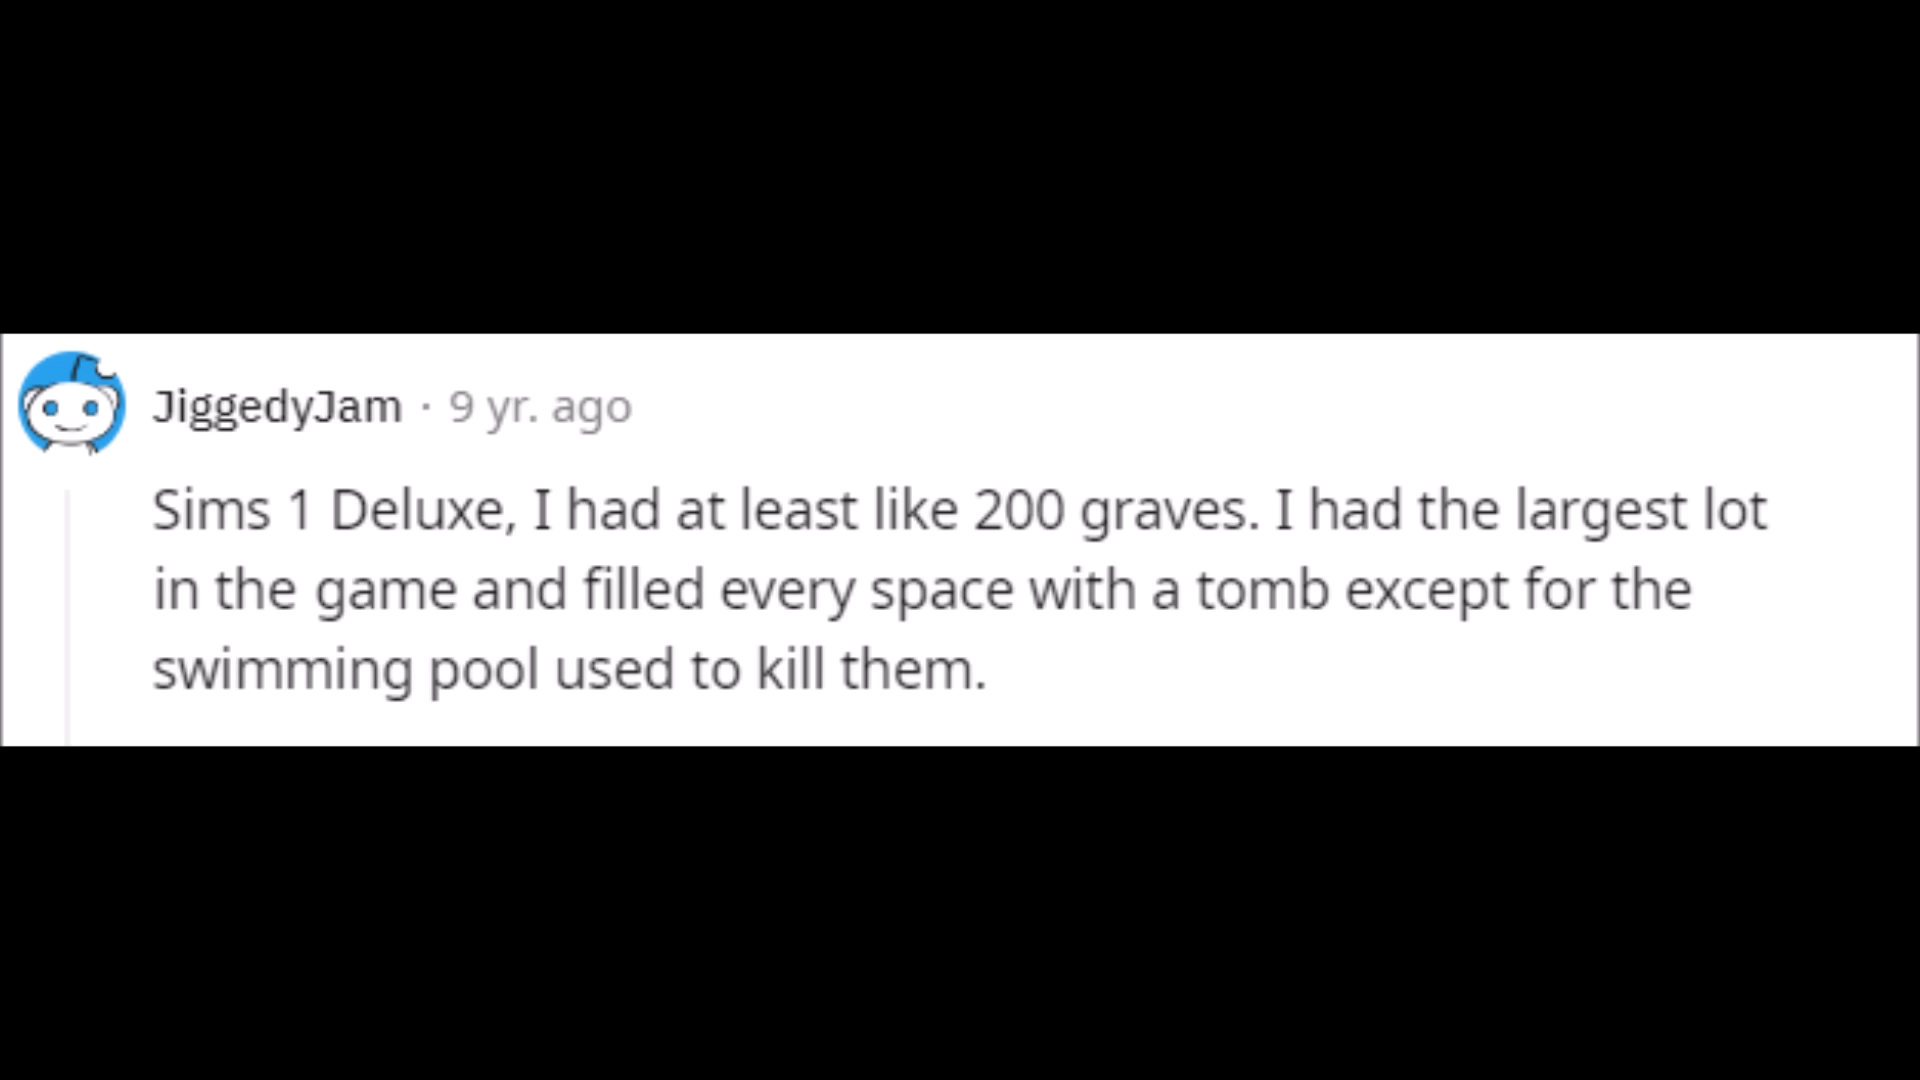 JiggedyJam · 9 yr. ago
Sims 1 Deluxe, I had at least like 200 graves. I had the largest lot
in the game and filled every space with a tomb except for the
swimming pool used to kill them.